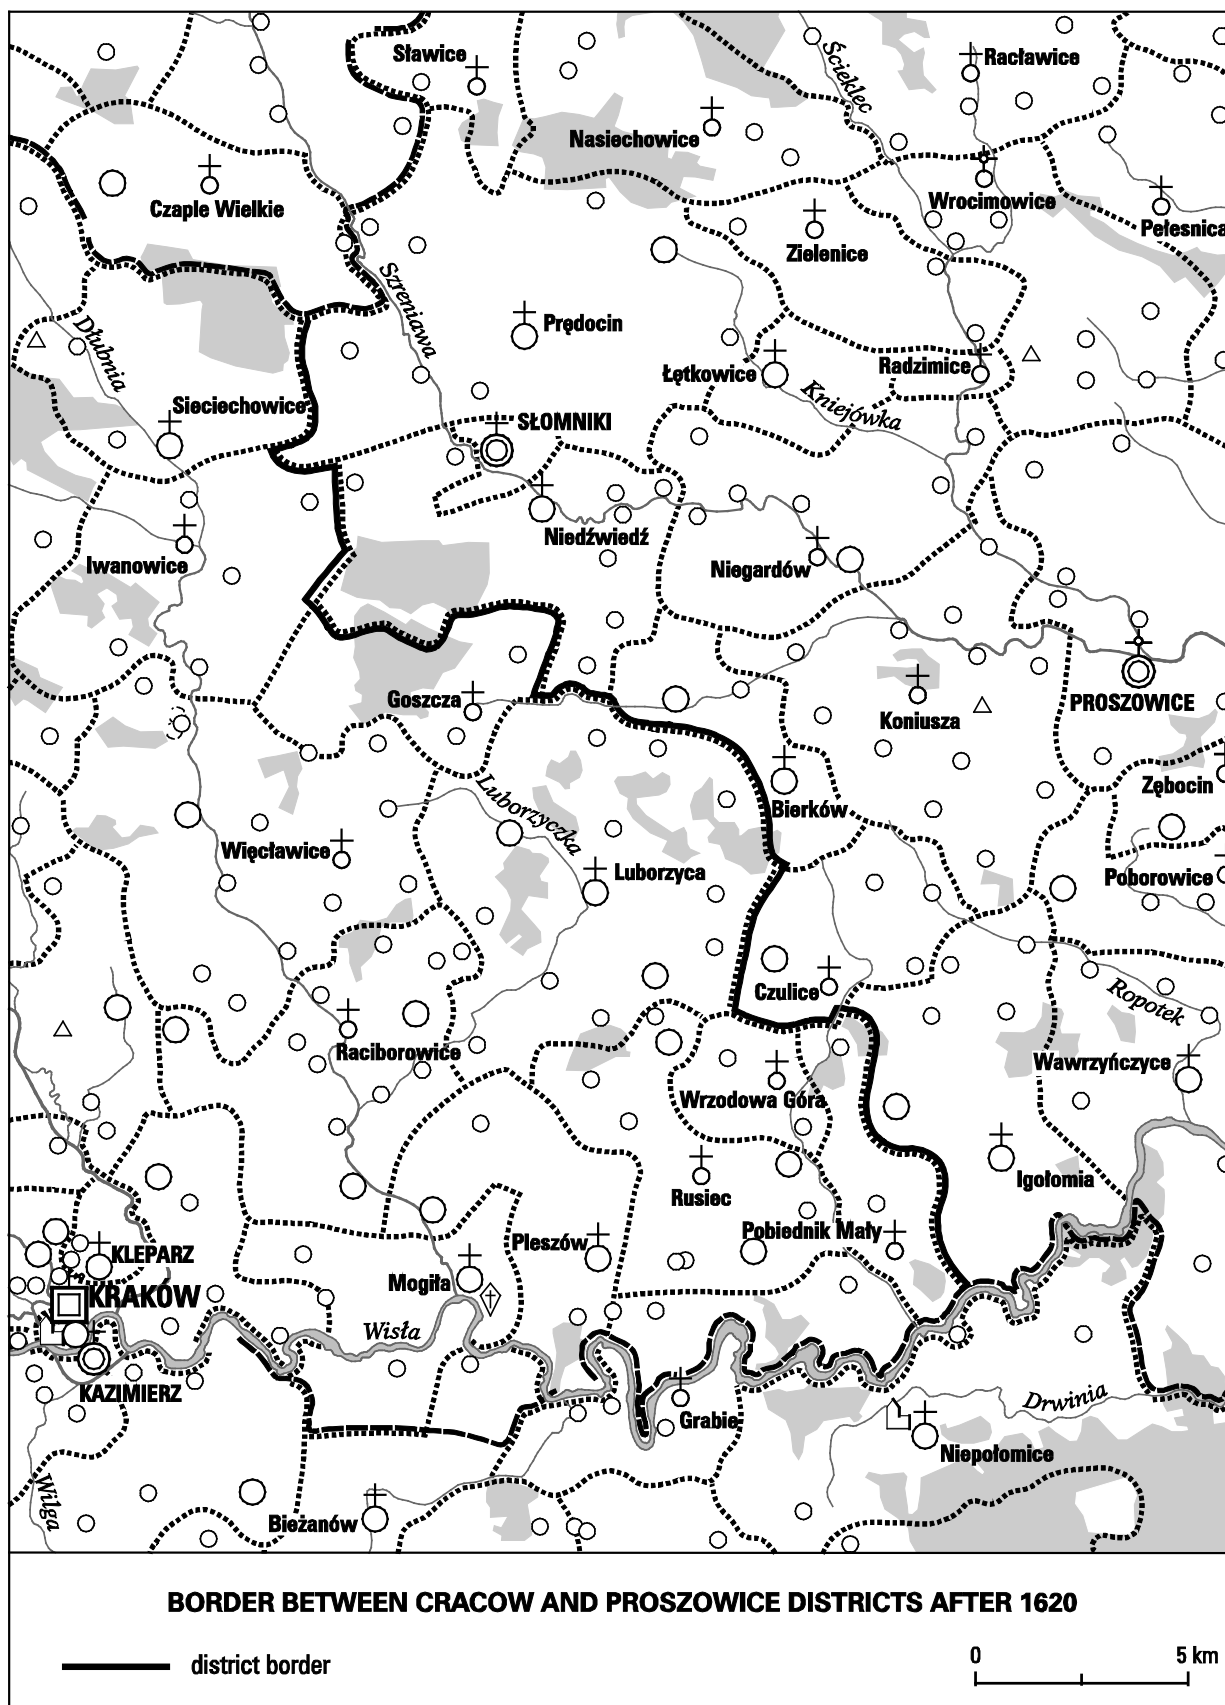 Sławice
Ścieklec
Racławice
Nasiechowice
Czaple Wielkie
Wrocimowice
Pełesnica
Zielenice
Szreniawa
Dłubnia
Prędocin
Łętkowice
Radzimice
Kniejówka
Sieciechowice
SŁOMNIKI
Niedźwiedź
Iwanowice
Niegardów
Goszcza
Koniusza
PROSZOWICE
Zębocin
Bierków
Luborzyczka
Więcławice
Luborzyca
Poborowice
Czulice
Ropotek
Raciborowice
Wawrzyńczyce
Wrzodowa Góra
Igołomia
Rusiec
Pobiednik Mały
KLEPARZ
Pleszów
Mogiła
KRAKÓW
Wisła
KAZIMIERZ
Grabie
Drwinia
Niepołomice
Wilga
Bieżanów
BORDER BETWEEN CRACOW AND PROSZOWICE DISTRICTS AFTER 1620
district border
0 5 km